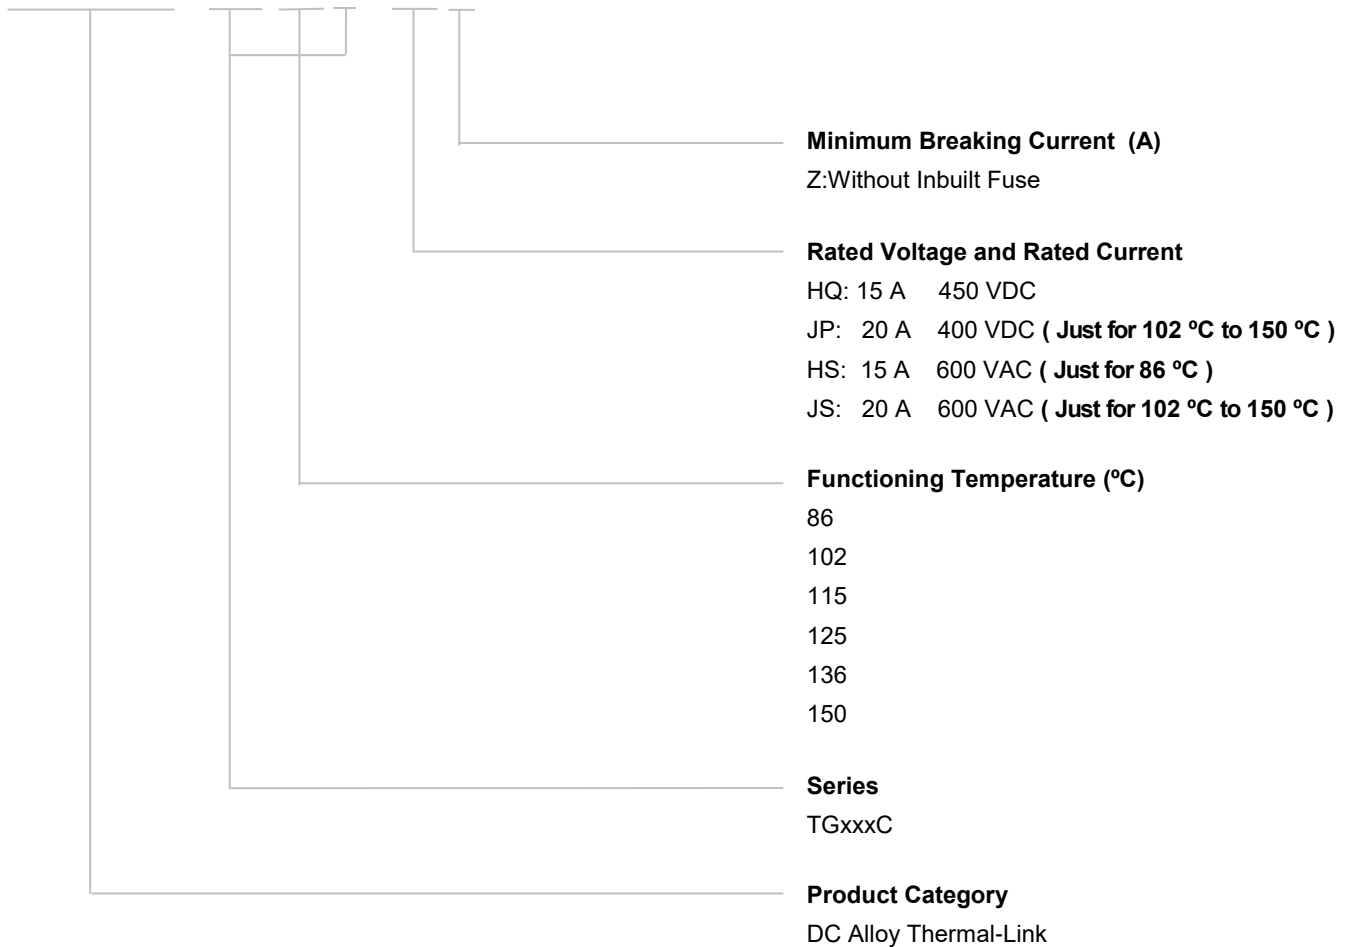 Minimum Breaking Current (A)
Z:Without Inbuilt Fuse
Rated Voltage and Rated Current
HQ: 15 A 450 VDC
JP: 20 A 400 VDC ( Just for 102 ºC to 150 ºC )
HS: 15 A 600 VAC ( Just for 86 ºC )
JS: 20 A 600 VAC ( Just for 102 ºC to 150 ºC )
Functioning Temperature (ºC)
86
102
115
125
136
150
Series
TGxxxC
Product Category
DC Alloy Thermal-Link